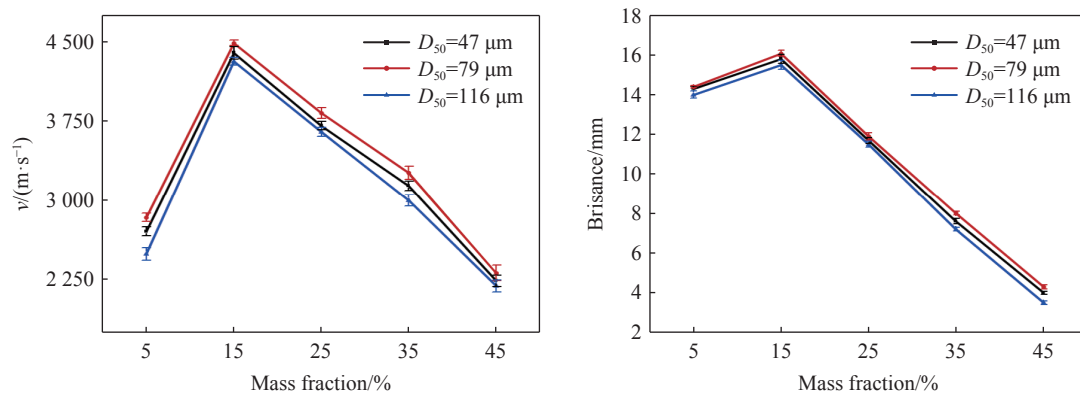 4 500
3 750
3 000
2 250
v/(m·s⁻¹)
D₅₀=47 μm
D₅₀=79 μm
D₅₀=116 μm
5 15 25 35 45
Mass fraction/%
18
16
14
12
10
8
6
4
2
Brisance/mm
D₅₀=47 μm
D₅₀=79 μm
D₅₀=116 μm
5 15 25 35 45
Mass fraction/%